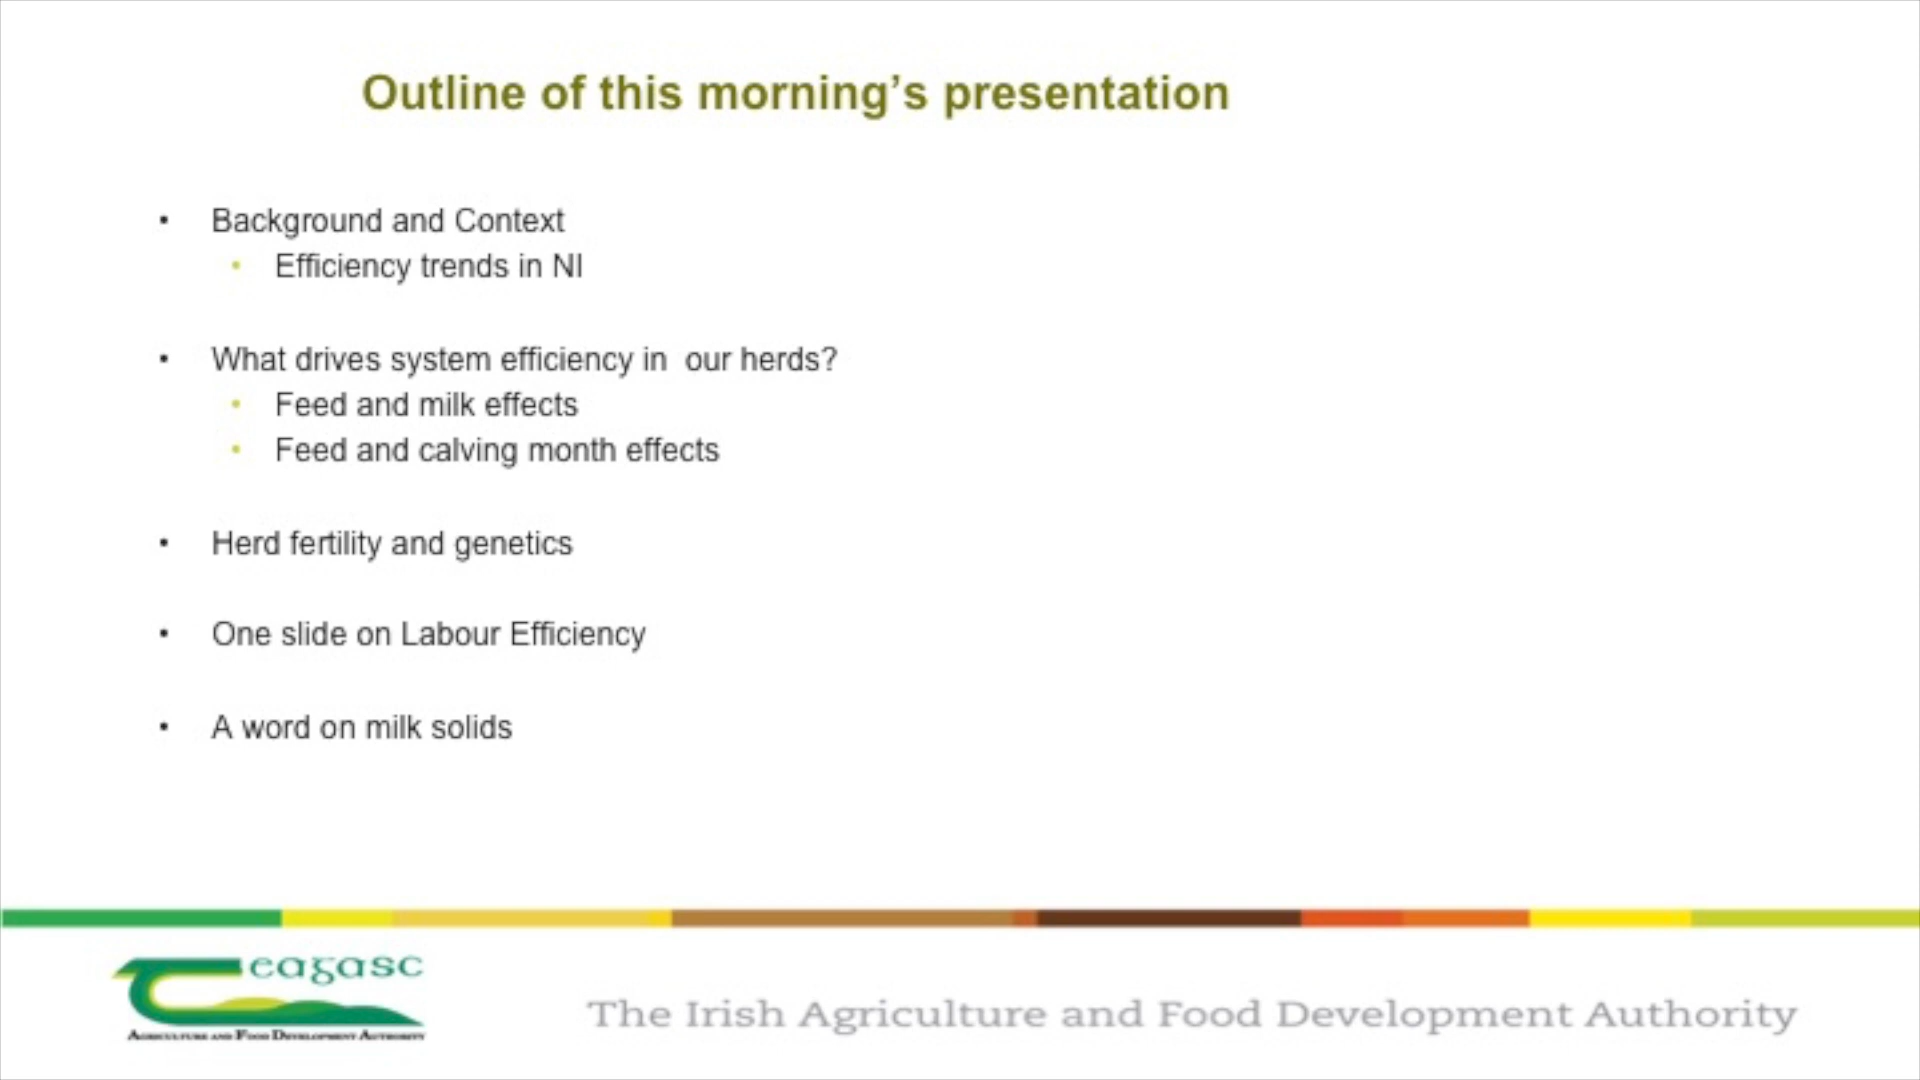 Outline of this morning’s presentation
• Background and Context
• Efficiency trends in NI
• What drives system efficiency in  our herds?
• Feed and milk effects
• Feed and calving month effects
• Herd fertility and genetics
• One slide on Labour Efficiency
• A word on milk solids
Teagasc
Agriculture and Food Development Authority
The Irish Agriculture and Food Development Authority